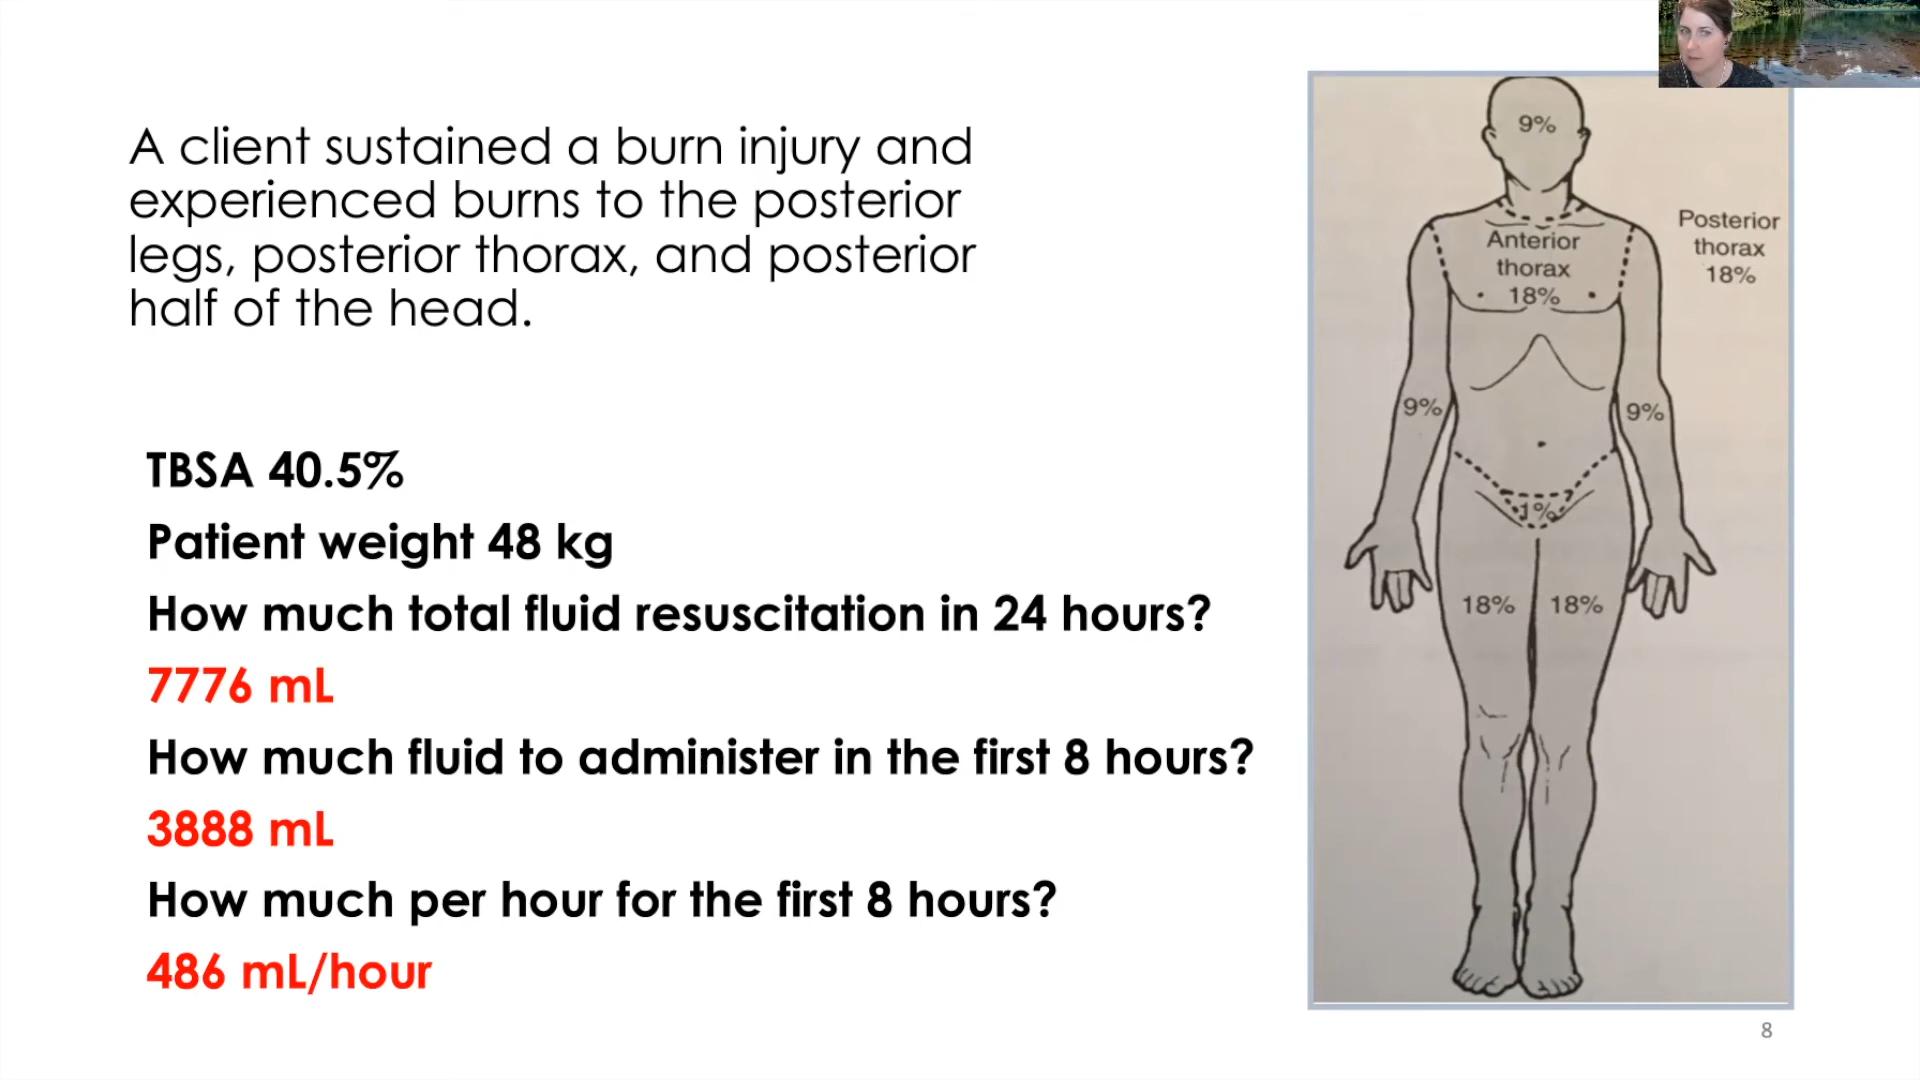 A client sustained a burn injury and
experienced burns to the posterior
legs, posterior thorax, and posterior
half of the head.
TBSA 40.5%
Patient weight 48 kg
How much total fluid resuscitation in 24 hours?
7776 mL
How much fluid to administer in the first 8 hours?
3888 mL
How much per hour for the first 8 hours?
486 mL/hour
9%
Posterior
thorax
18%
Anterior
thorax
18%
9%
9%
1%
18%
18%
8